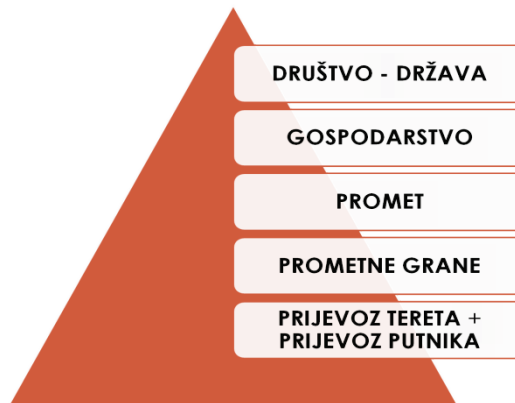 DRUŠTVO - DRŽAVA
GOSPODARSTVO
PROMET
PROMETNE GRANE
PRIJEVOZ TERETA +
PRIJEVOZ PUTNIKA